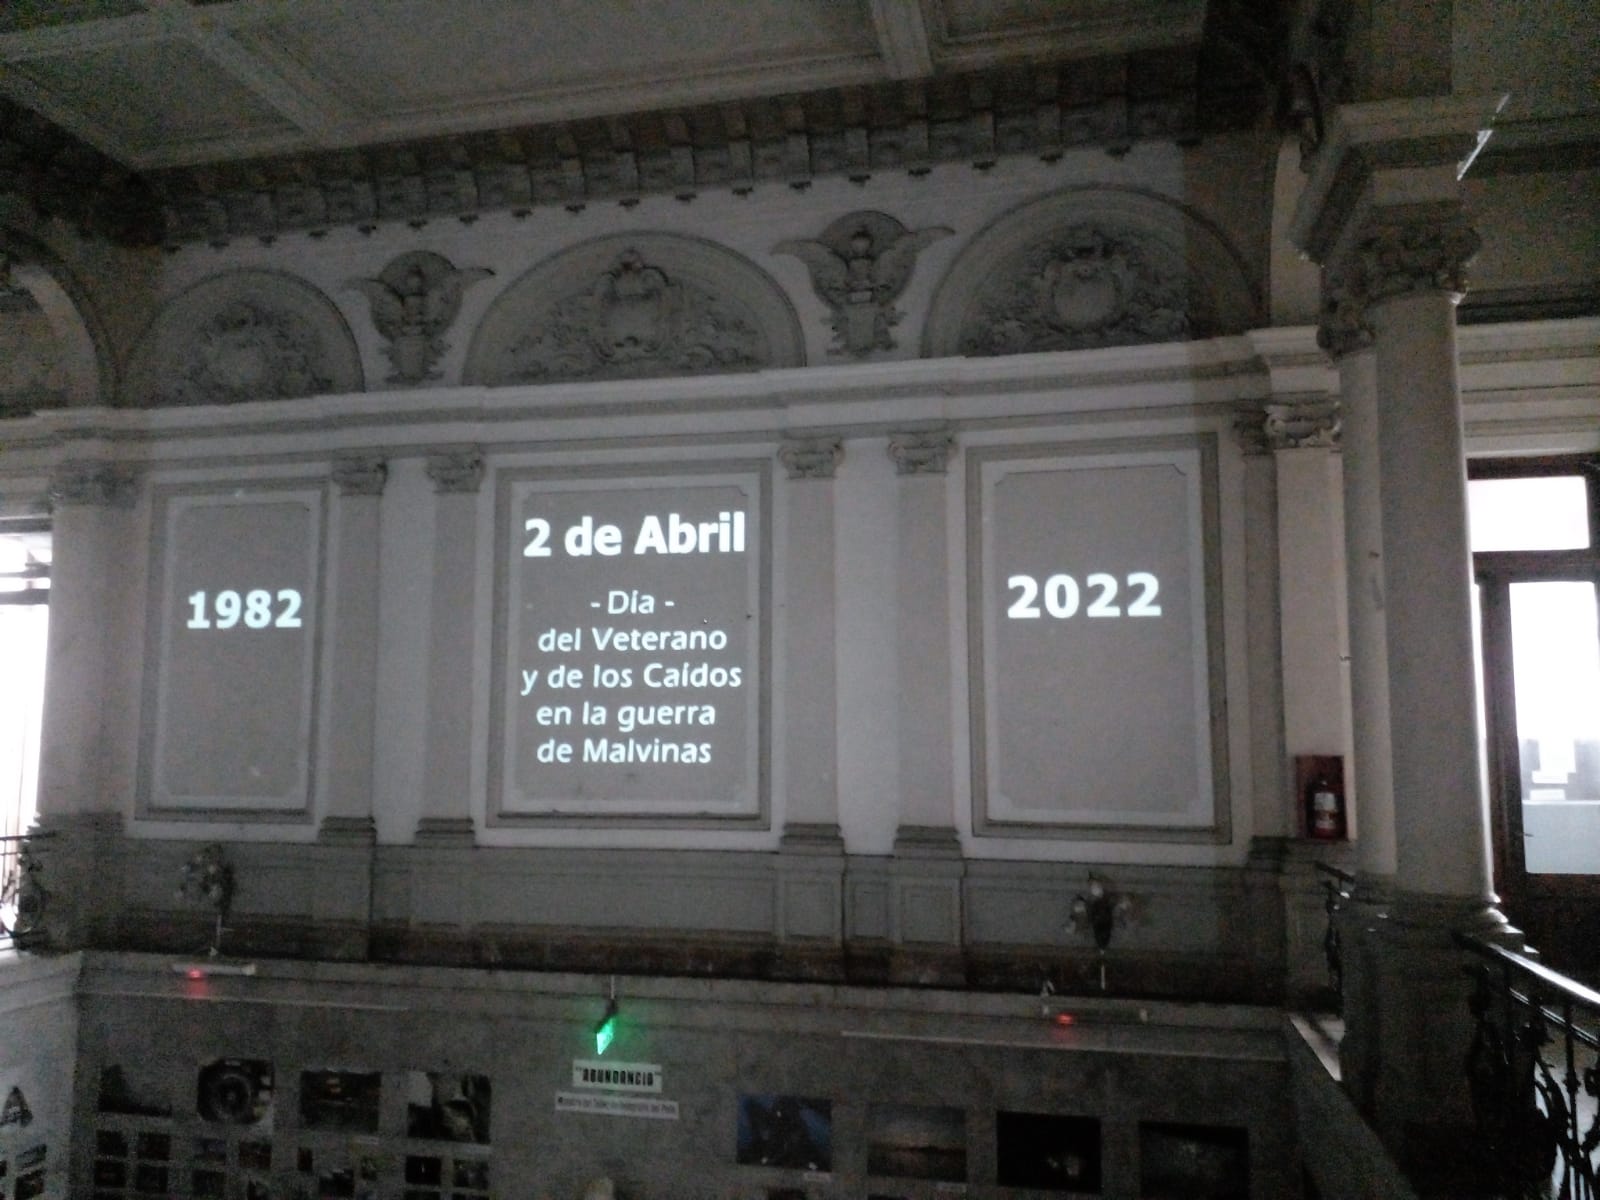 1982
2 de Abril
- Día -
del Veterano
y de los Caídos
en la guerra
de Malvinas
2022
"ABUNDANCIA"